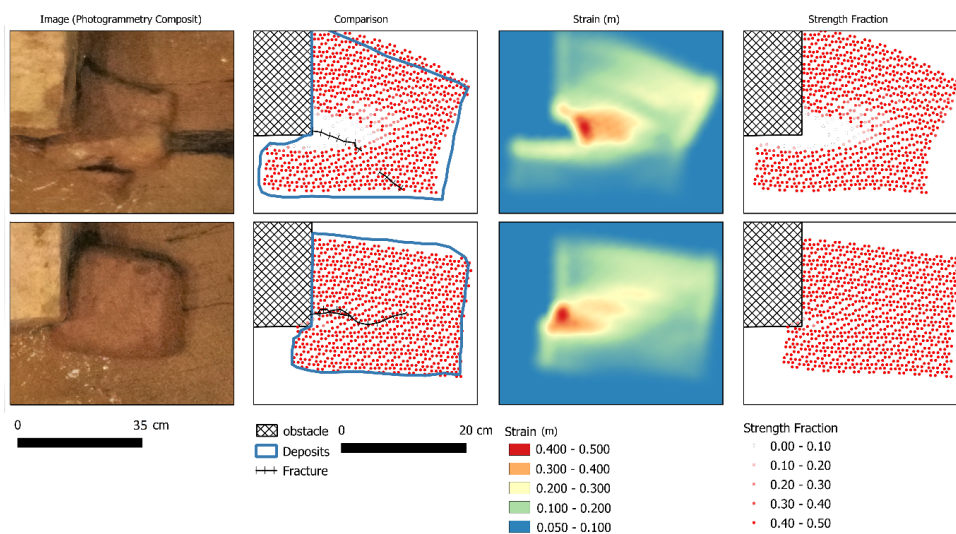 Image (Photogrammetry Composit)
Comparison
Strain (m)
Strength Fraction
0
35 cm
obstacle
Deposits
Fracture
0
20 cm
Strain (m)
0.400 - 0.500
0.300 - 0.400
0.200 - 0.300
0.100 - 0.200
0.050 - 0.100
Strength Fraction
0.00 - 0.10
0.10 - 0.20
0.20 - 0.30
0.30 - 0.40
0.40 - 0.50